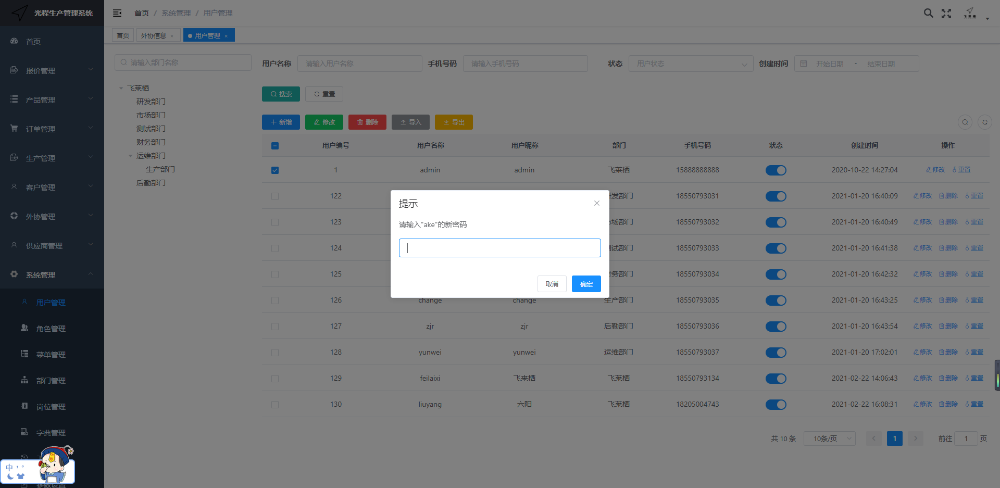 光程生产管理系统
首页 / 系统管理 / 用户管理
首页
外协信息 ×
用户管理 ×
首页
报价管理
产品管理
订单管理
生产管理
客户管理
外协管理
供应商管理
系统管理
用户管理
角色管理
菜单管理
部门管理
岗位管理
字典管理
参数设置
中
请输入部门名称
飞莱栖
研发部门
市场部门
测试部门
财务部门
运维部门
生产部门
后勤部门
用户名称 请输入用户名称 手机号码 请输入手机号码 状态 用户状态 创建时间 开始日期 - 结束日期
搜索 重置
新增 修改 删除 导入 导出
用户编号 用户名称 用户昵称 部门 手机号码 状态 创建时间 操作
1 admin admin 飞莱栖 15888888888 2020-10-22 14:27:04 修改 重置
122 发部门 18550793031 2021-01-20 16:40:09 修改 删除 重置
123 场部门 18550793032 2021-01-20 16:40:49 修改 删除 重置
124 试部门 18550793033 2021-01-20 16:41:38 修改 删除 重置
125 务部门 18550793034 2021-01-20 16:42:32 修改 删除 重置
126 change change 生产部门 18550793035 2021-01-20 16:43:25 修改 删除 重置
127 zjr zjr 后勤部门 18550793036 2021-01-20 16:43:54 修改 删除 重置
128 yunwei yunwei 运维部门 18550793037 2021-01-20 17:02:01 修改 删除 重置
129 feilaixi 飞来栖 飞莱栖 18550793134 2021-02-22 14:06:43 修改 删除 重置
130 liuyang 六阳 飞莱栖 18205004743 2021-02-22 16:08:31 修改 删除 重置
共 10 条 10条/页 1 前往 1 页
提示
请输入"ake"的新密码
取消 确定